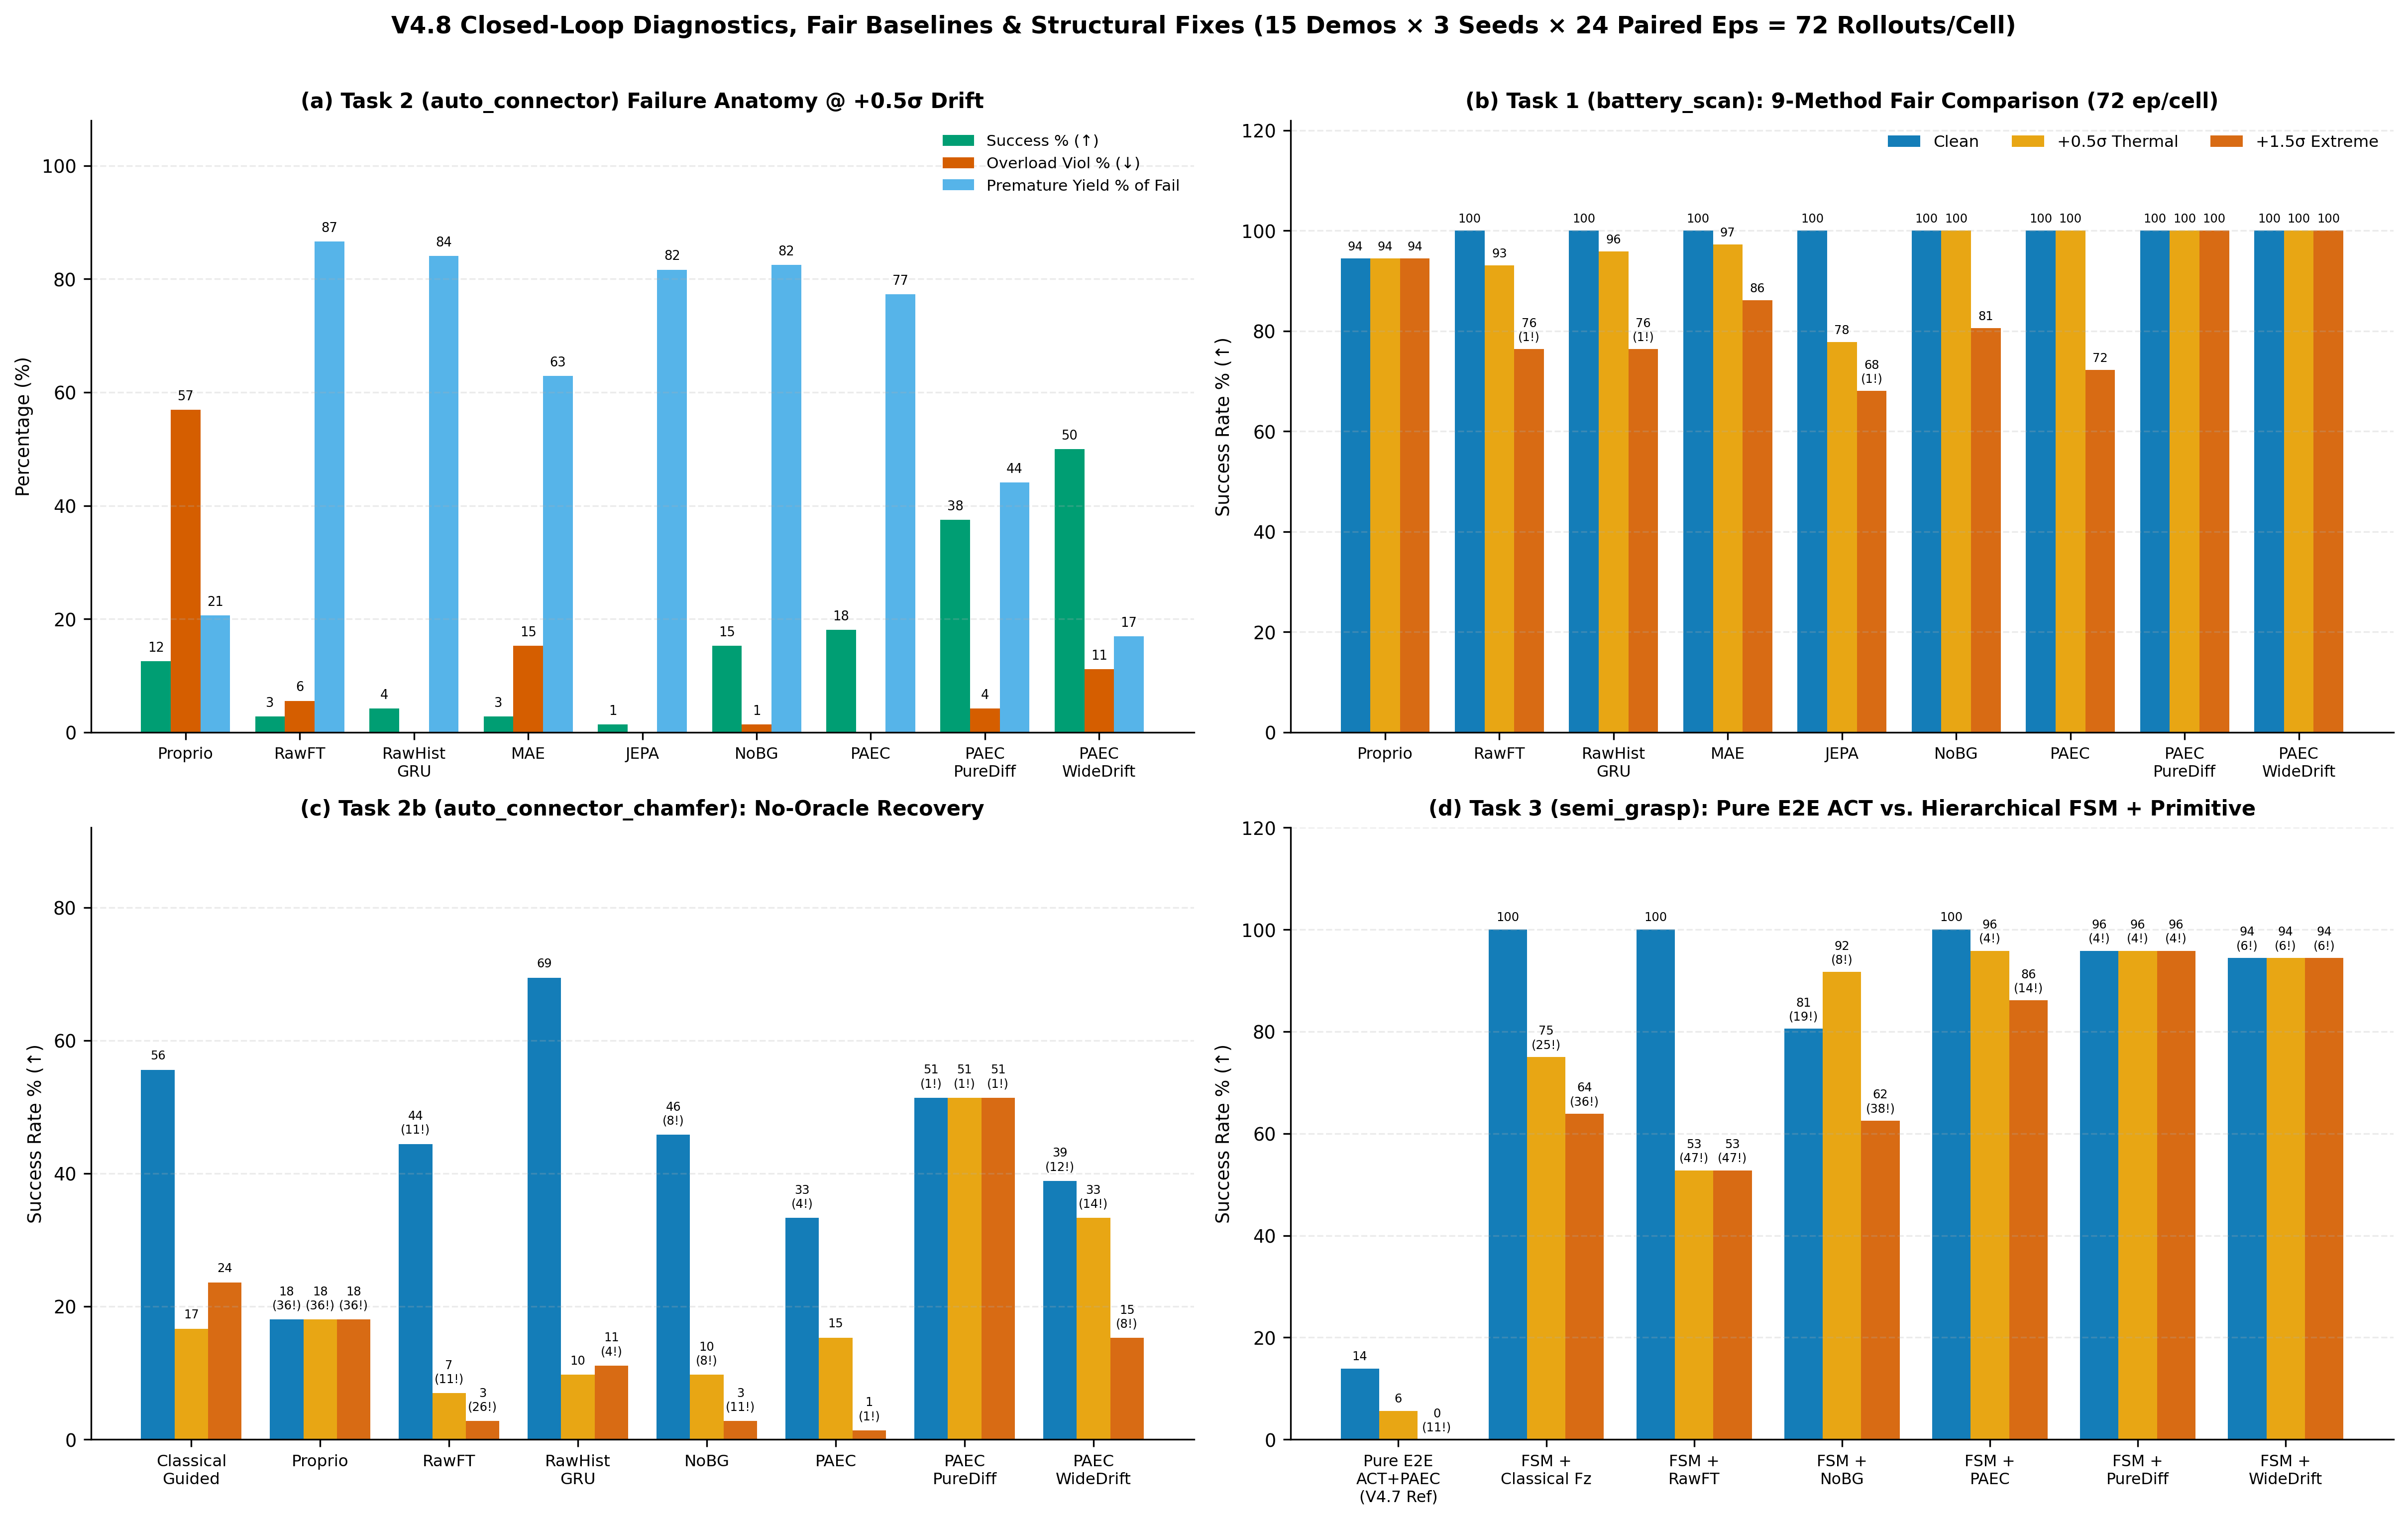 V4.8 Closed-Loop Diagnostics, Fair Baselines & Structural Fixes (15 Demos × 3 Seeds × 24 Paired Eps = 72 Rollouts/Cell)
(a) Task 2 (auto_connector) Failure Anatomy @ +0.5σ Drift
Success % (↑)
Overload Viol % (↓)
Premature Yield % of Fail
Percentage (%)
100
80
60
40
20
0
12 57 21
3 6 87
4 84
3 15 63
1 82
15 1 82
18 77
38 4 44
50 11 17
Proprio
RawFT
RawHist
GRU
MAE
JEPA
NoBG
PAEC
PAEC
PureDiff
PAEC
WideDrift
(b) Task 1 (battery_scan): 9-Method Fair Comparison (72 ep/cell)
Clean
+0.5σ Thermal
+1.5σ Extreme
Success Rate % (↑)
120
100
80
60
40
20
0
94 94 94
100 93 76
(1!)
100 96 76
(1!)
100 97 86
100 78 68
(1!)
100 100 81
100 100 72
100 100 100
100 100 100
Proprio
RawFT
RawHist
GRU
MAE
JEPA
NoBG
PAEC
PAEC
PureDiff
PAEC
WideDrift
(c) Task 2b (auto_connector_chamfer): No-Oracle Recovery
Success Rate % (↑)
80
60
40
20
0
56 17 24
18 18 18
(36!) (36!) (36!)
44 7 3
(11!) (11!) (26!)
69 10 11
(4!)
46 10 3
(8!) (8!) (11!)
33 15 1
(4!) (1!)
51 51 51
(1!) (1!) (1!)
39 33 15
(12!) (14!) (8!)
Classical
Guided
Proprio
RawFT
RawHist
GRU
NoBG
PAEC
PAEC
PureDiff
PAEC
WideDrift
(d) Task 3 (semi_grasp): Pure E2E ACT vs. Hierarchical FSM + Primitive
Success Rate % (↑)
120
100
80
60
40
20
0
14 6 0
(11!)
100 75 64
(25!) (36!)
100 53 53
(47!) (47!)
81 92 62
(19!) (8!) (38!)
100 96 86
(4!) (14!)
96 96 96
(4!) (4!) (4!)
94 94 94
(6!) (6!) (6!)
Pure E2E
ACT+PAEC
(V4.7 Ref)
FSM +
Classical Fz
FSM +
RawFT
FSM +
NoBG
FSM +
PAEC
FSM +
PureDiff
FSM +
WideDrift